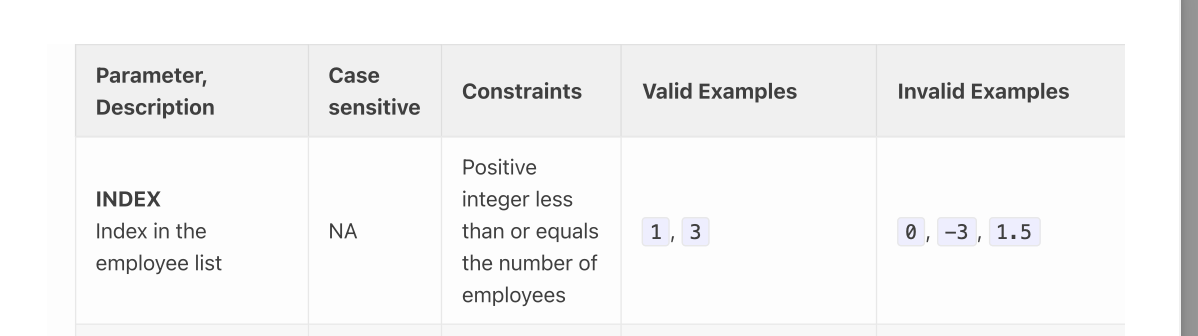 Parameter,
Description
Case
sensitive
Constraints
Valid Examples
Invalid Examples
INDEX
Index in the
employee list
NA
Positive
integer less
than or equals
the number of
employees
1, 3
0, -3, 1.5